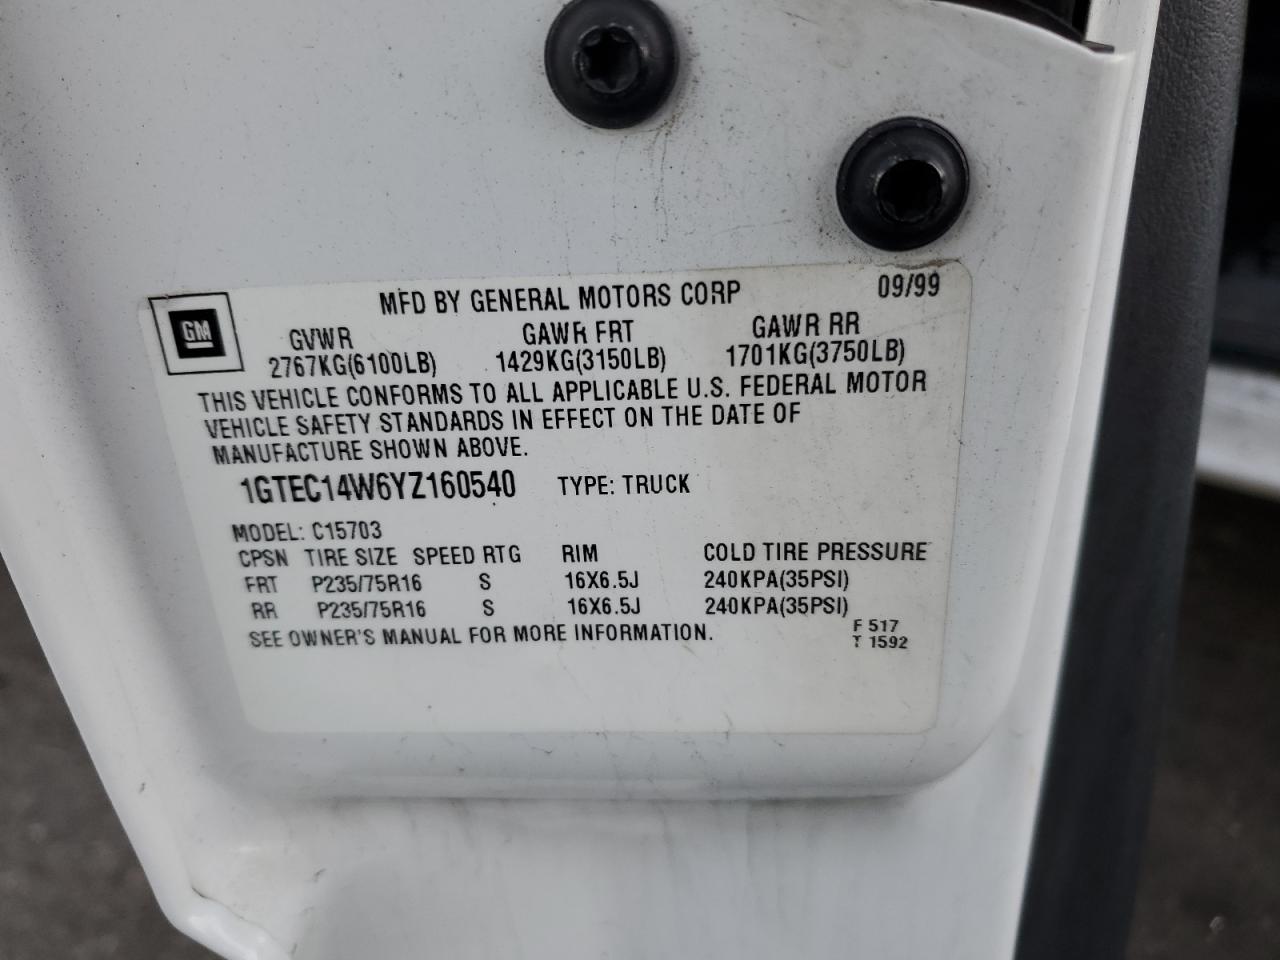 MFD BY GENERAL MOTORS CORP 09/99
GM
GVWR GAWR FRT GAWR RR
2767KG(6100LB) 1429KG(3150LB) 1701KG(3750LB)
THIS VEHICLE CONFORMS TO ALL APPLICABLE U.S. FEDERAL MOTOR
VEHICLE SAFETY STANDARDS IN EFFECT ON THE DATE OF
MANUFACTURE SHOWN ABOVE.
1GTEC14W6YZ160540 TYPE: TRUCK
MODEL: C15703
CPSN TIRE SIZE SPEED RTG RIM COLD TIRE PRESSURE
FRT P235/75R16 S 16X6.5J 240KPA(35PSI)
RR P235/75R16 S 16X6.5J 240KPA(35PSI)
SEE OWNER'S MANUAL FOR MORE INFORMATION.
F 517
T 1592